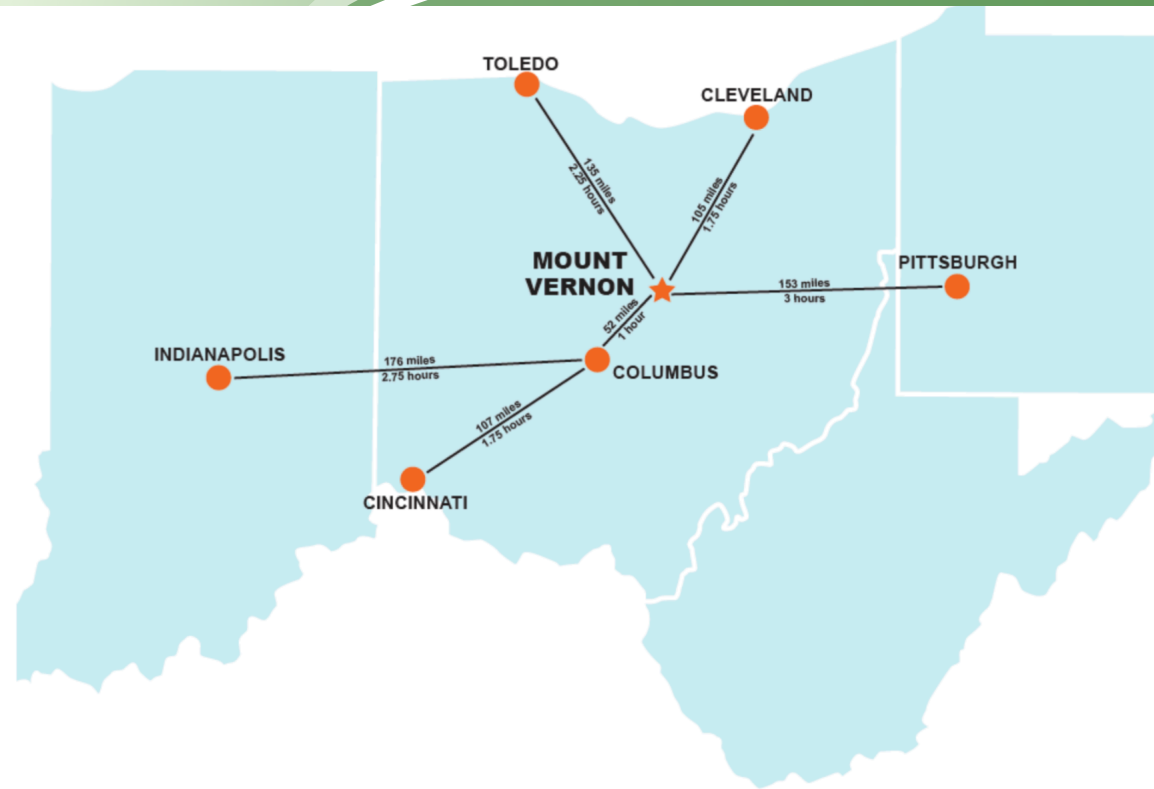 TOLEDO
CLEVELAND
135 miles
2.25 hours
105 miles
1.75 hours
MOUNT
VERNON
PITTSBURGH
153 miles
3 hours
52 miles
1 hour
INDIANAPOLIS
176 miles
2.75 hours
COLUMBUS
107 miles
1.75 hours
CINCINNATI